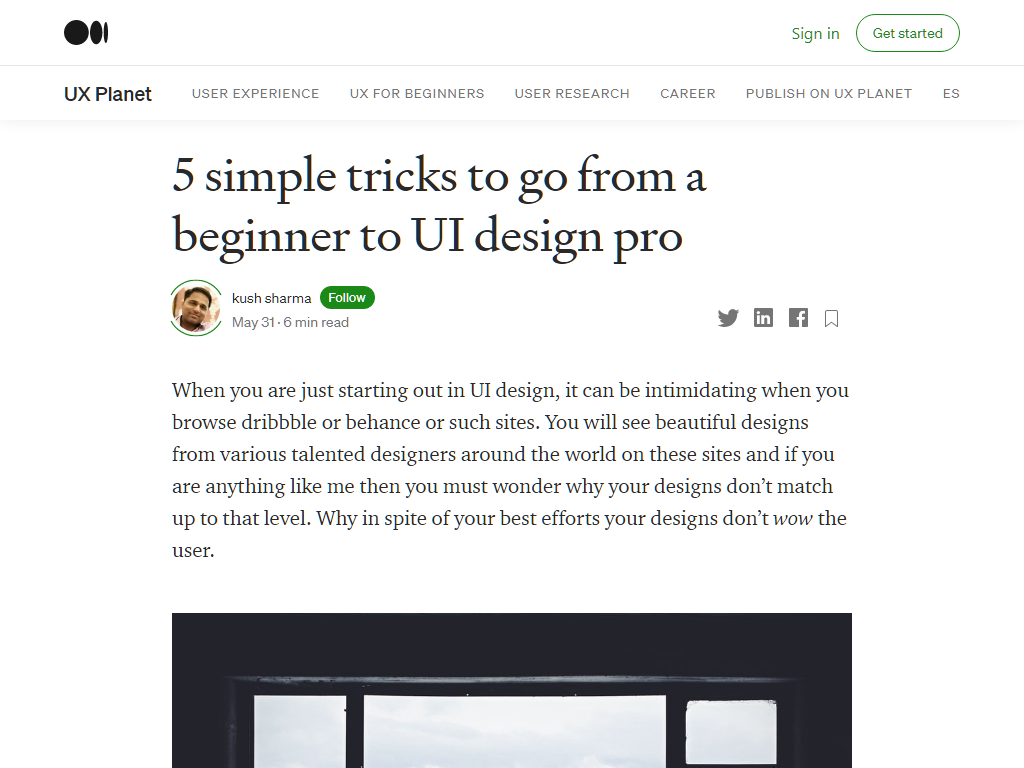 Sign in
Get started
UX Planet
USER EXPERIENCE
UX FOR BEGINNERS
USER RESEARCH
CAREER
PUBLISH ON UX PLANET
ES
5 simple tricks to go from a
beginner to UI design pro
kush sharma
Follow
May 31 · 6 min read
When you are just starting out in UI design, it can be intimidating when you
browse dribbble or behance or such sites. You will see beautiful designs
from various talented designers around the world on these sites and if you
are anything like me then you must wonder why your designs don’t match
up to that level. Why in spite of your best efforts your designs don’t wow the
user.